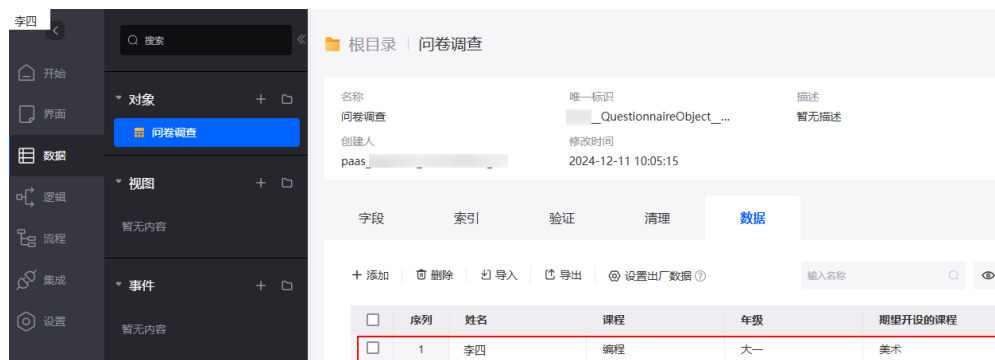 李四
开始
界面
数据
逻辑
流程
集成
设置
搜索
对象
问卷调查
视图
暂无内容
事件
暂无内容
根目录 问卷调查
名称 唯一标识 描述
问卷调查 __QuestionnaireObject__... 暂无描述
创建人 修改时间
paas_ _ 2024-12-11 10:05:15
字段 索引 验证 清理 数据
添加 删除 导入 导出 设置出厂数据 输入名称
序列 姓名 课程 年级 期望开设的课程
1 李四 编程 大一 美术